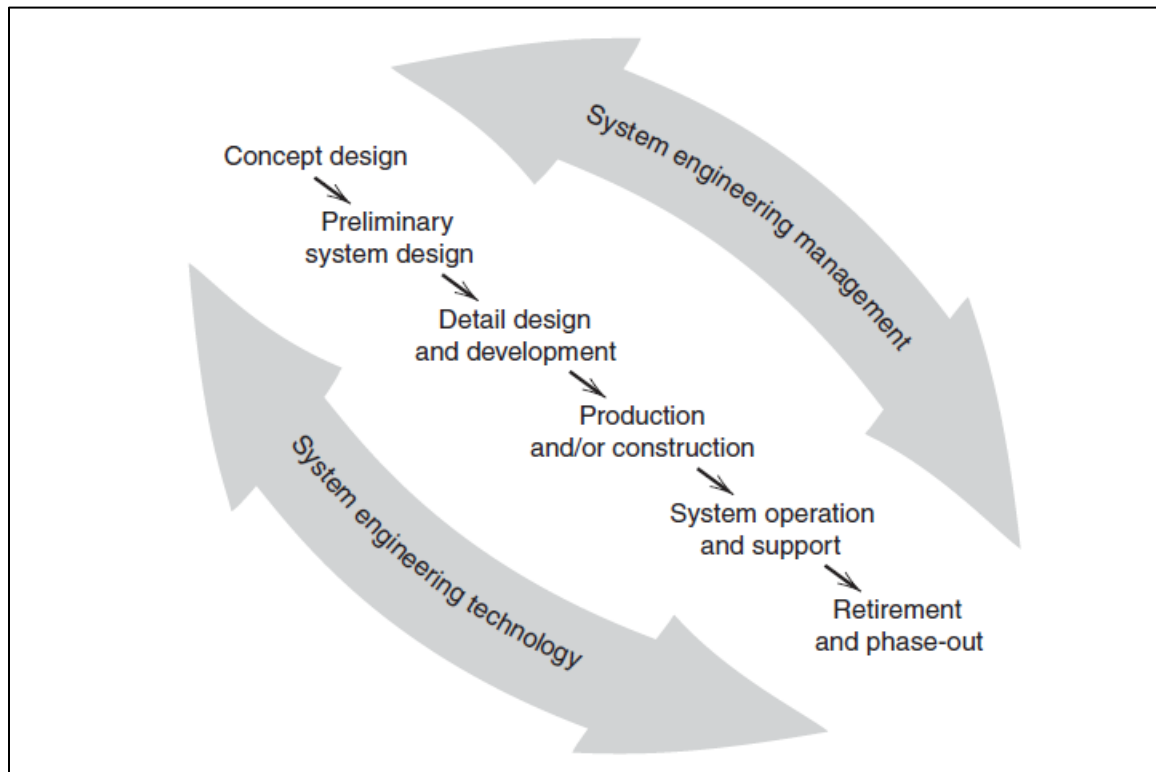 System engineering management
Concept design
Preliminary
system design
Detail design
and development
Production
and/or construction
System operation
and support
Retirement
and phase-out
System engineering technology